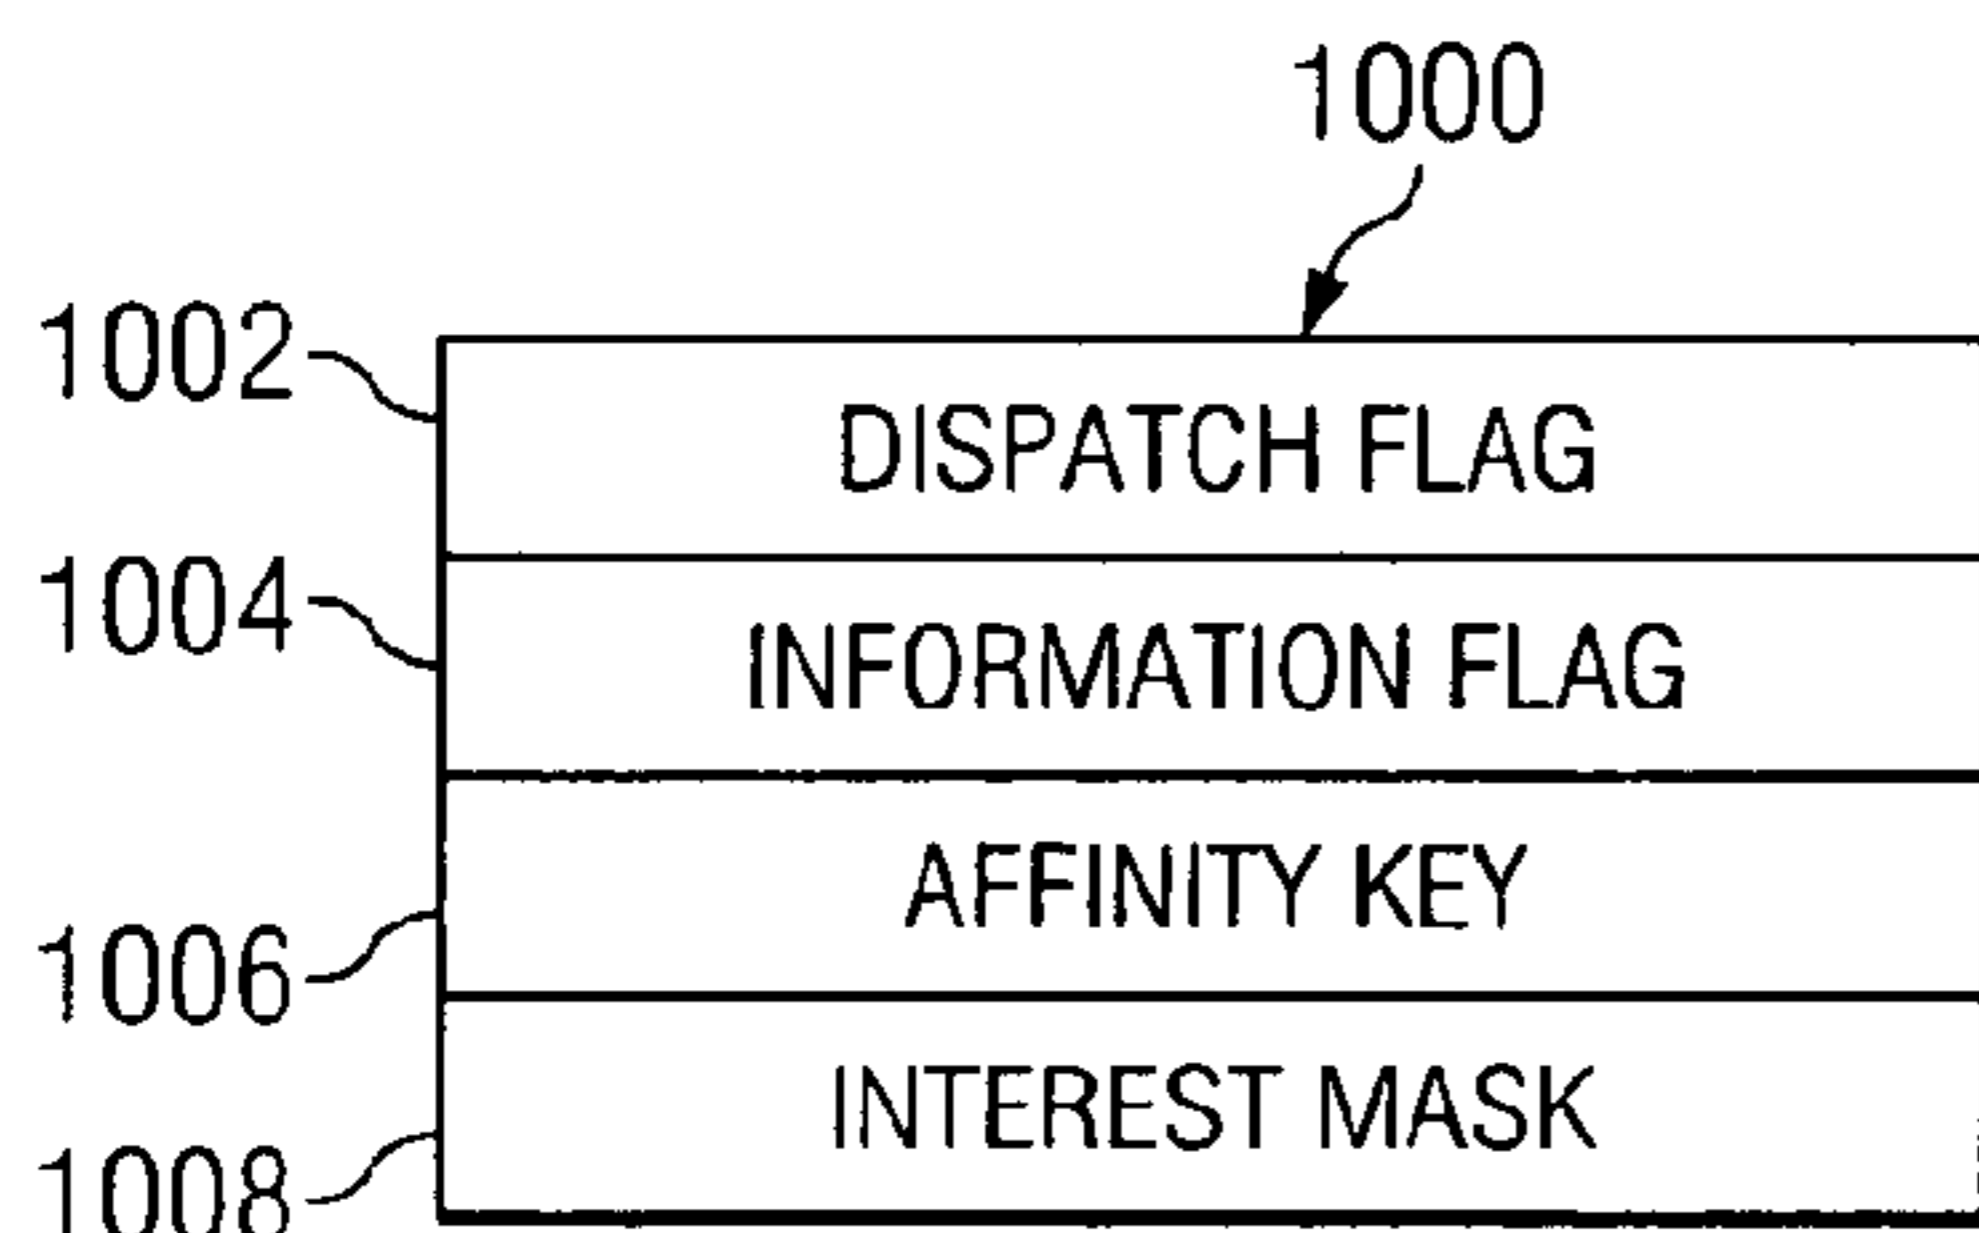 1000
1002 DISPATCH FLAG
1004 INFORMATION FLAG
AFFINITY KEY
1006
INTEREST MASK
1008